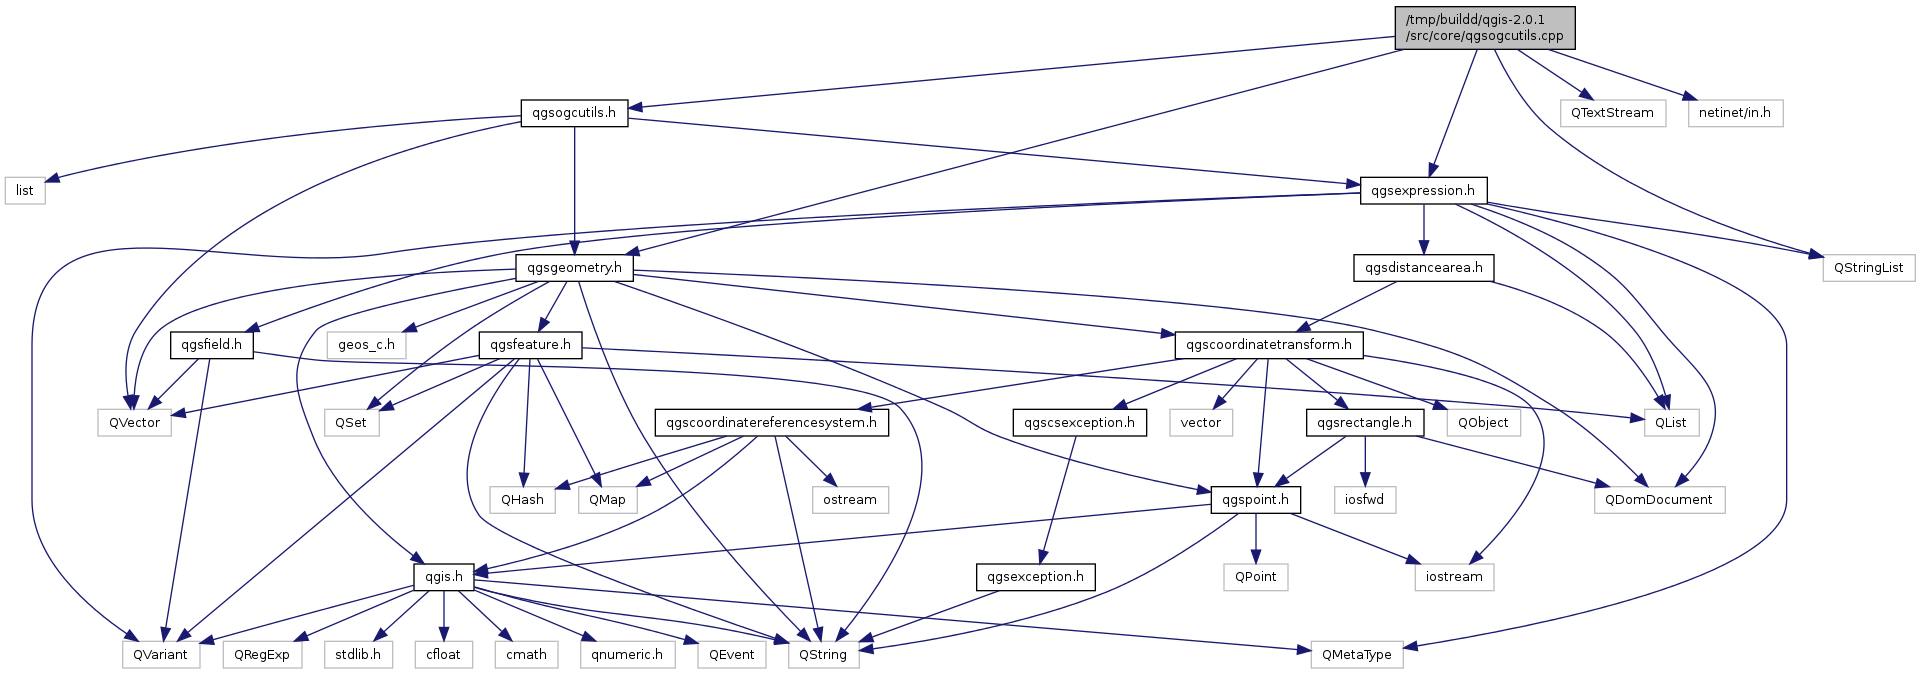 /tmp/buildd/qgis-2.0.1
/src/core/qgsogcutils.cpp
qgsogcutils.h
QTextStream
netinet/in.h
list
qgsexpression.h
qgsgeometry.h
qgsdistancearea.h
QStringList
qgsfield.h
geos_c.h
qgsfeature.h
qgscoordinatetransform.h
QVector
QSet
qgscoordinatereferencesystem.h
qgscsexception.h
vector
qgsrectangle.h
QObject
QList
QHash
QMap
ostream
qgspoint.h
iosfwd
QDomDocument
qgis.h
qgsexception.h
QPoint
iostream
QVariant
QRegExp
stdlib.h
cfloat
cmath
qnumeric.h
QEvent
QString
QMetaType